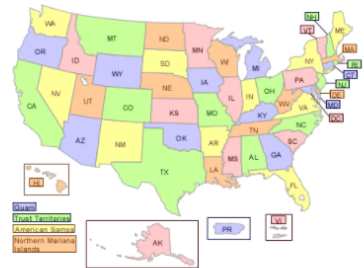 WA
OR
CA
NV
ID
MT
WY
UT
AZ
CO
NM
ND
SD
NE
KS
OK
TX
MN
IA
MO
AR
LA
WI
IL
MI
IN
OH
KY
TN
MS
AL
GA
FL
SC
NC
VA
WV
PA
NY
ME
NH
VT
MA
RI
CT
NJ
DE
MD
DC
HI
AK
PR
VI
Guam
Trust Territories
American Samoa
Northern Mariana
Islands